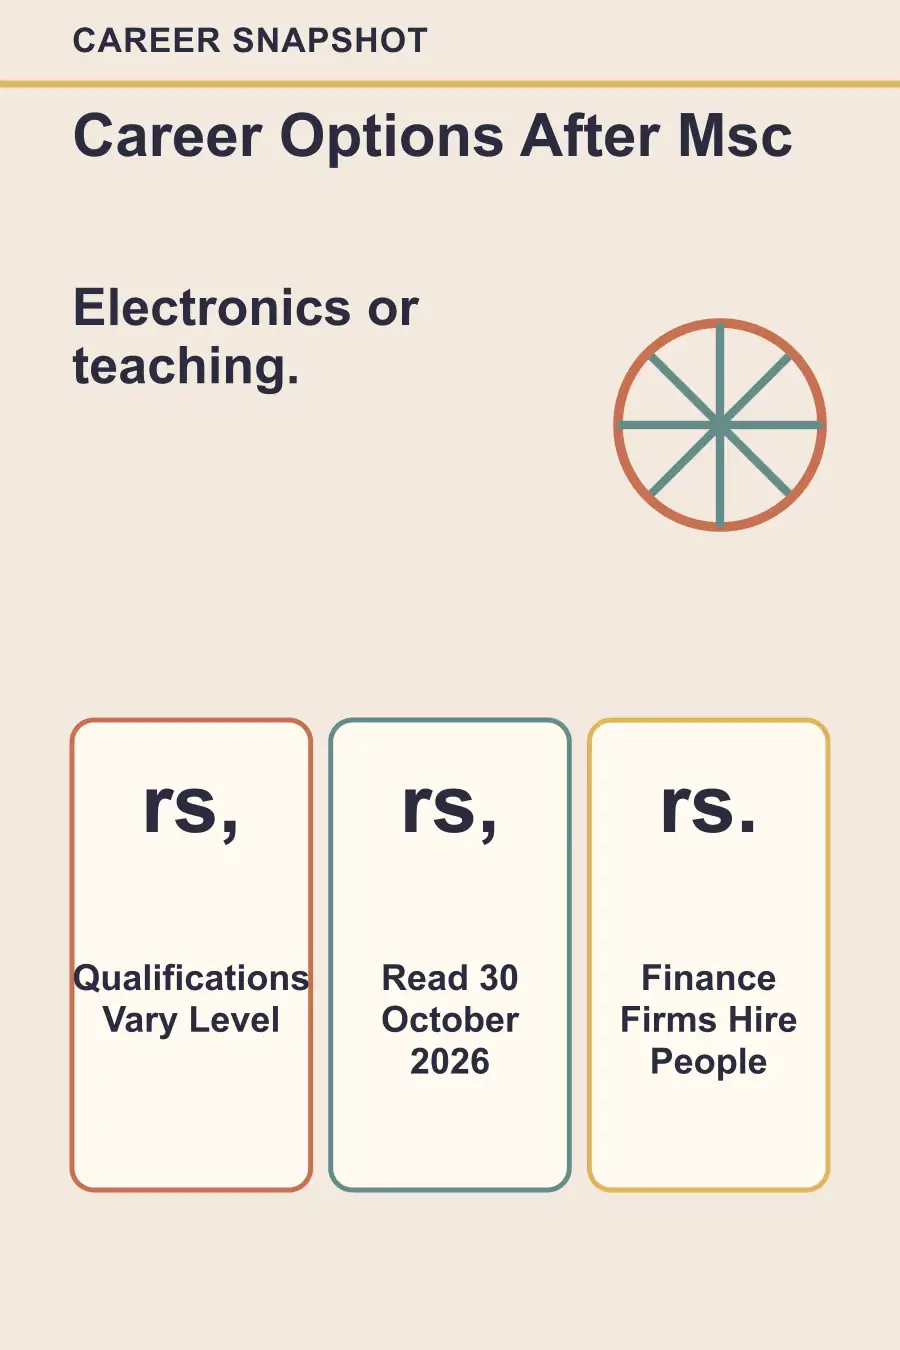 CAREER SNAPSHOT
Career Options After Msc
Electronics or
teaching.
rs,
Qualifications
Vary Level
rs,
Read 30
October
2026
rs.
Finance
Firms Hire
People